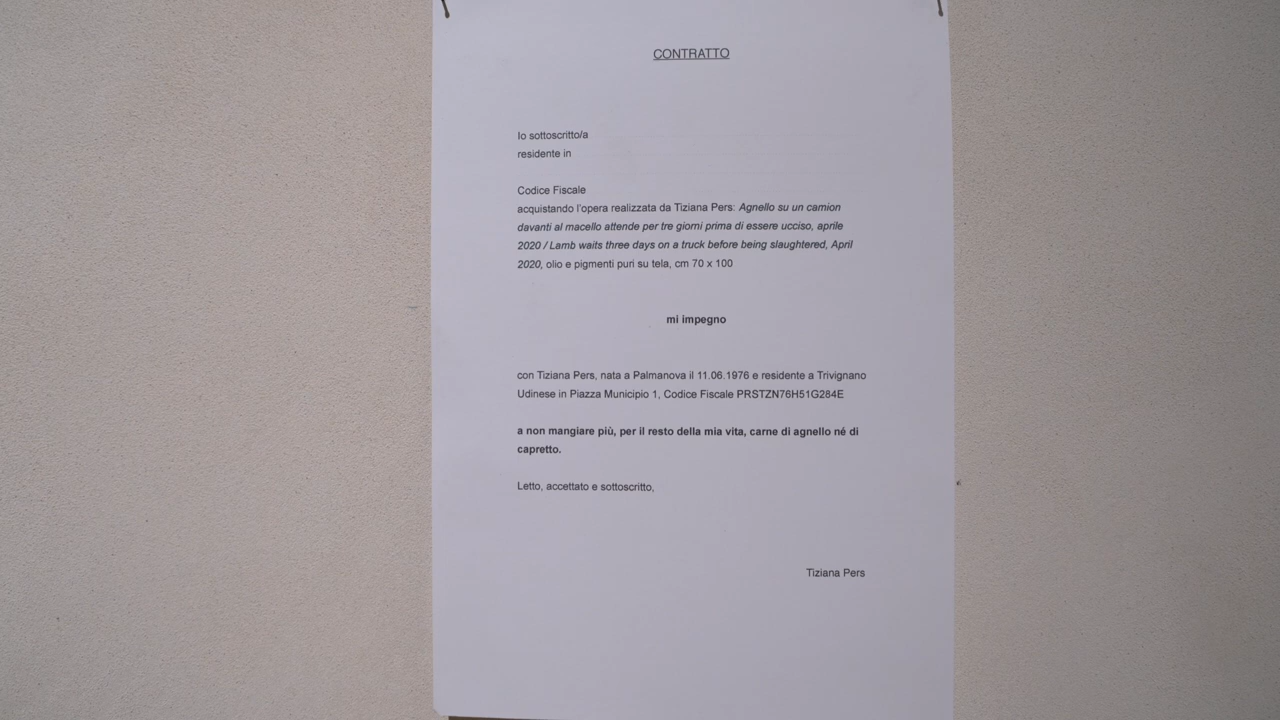 CONTRATTO
Io sottoscritto/a
residente in
Codice Fiscale
acquistando l'opera realizzata da Tiziana Pers: Agnello su un camion
davanti al macello attende per tre giorni prima di essere ucciso, aprile
2020 / Lamb waits three days on a truck before being slaughtered, April
2020, olio e pigmenti puri su tela, cm 70 x 100
mi impegno
con Tiziana Pers, nata a Palmanova il 11.06.1976 e residente a Trivignano
Udinese in Piazza Municipio 1, Codice Fiscale PRSTZN76H51G284E
a non mangiare più, per il resto della mia vita, carne di agnello né di
capretto.
Letto, accettato e sottoscritto,
Tiziana Pers